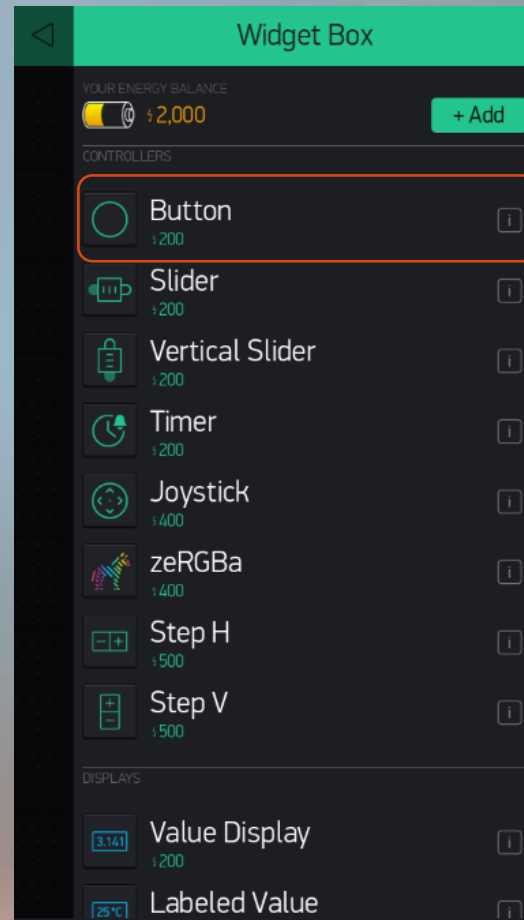 Widget Box
YOUR ENERGY BALANCE
2,000
+ Add
CONTROLLERS
Button
200
i
Slider
200
i
Vertical Slider
200
i
Timer
200
i
Joystick
400
i
zeRGBa
400
i
Step H
500
i
Step V
500
i
DISPLAYS
3.141
Value Display
200
i
25°C
Labeled Value
i